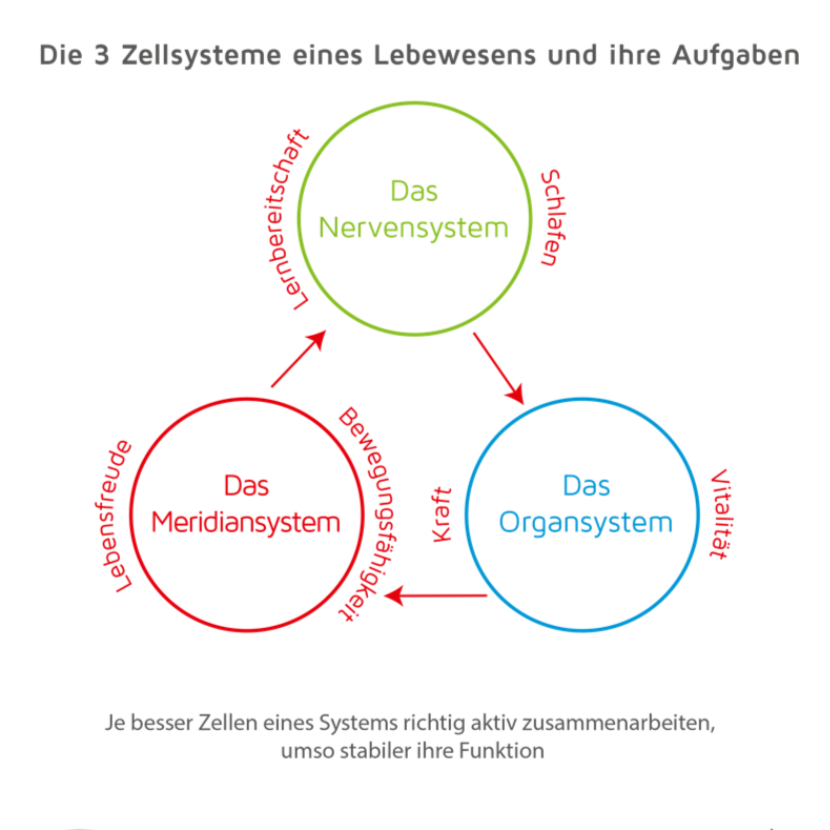 Die 3 Zellsysteme eines Lebewesens und ihre Aufgaben
Lernbereitschaft
Das
Nervensystem
Schlafen
Lebensfreude
Das
Meridiansystem
Bewegungsfähigkeit
Kraft
Das
Organsystem
Vitalität
Je besser Zellen eines Systems richtig aktiv zusammenarbeiten,
umso stabiler ihre Funktion